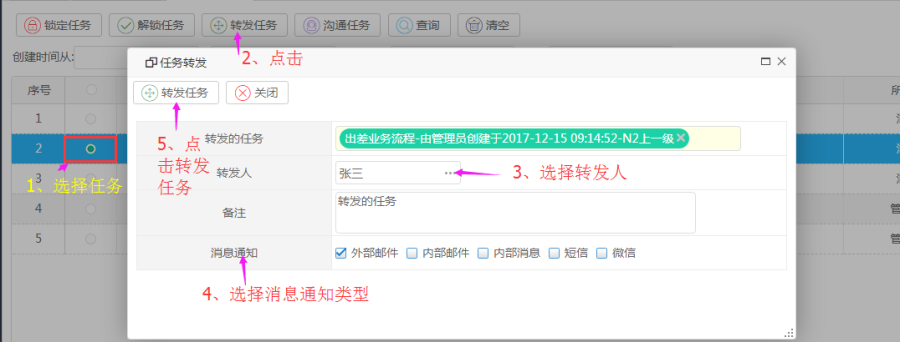 锁定任务 解锁任务 转发任务 沟通任务 查询 清空
2、点击
创建时间从:
任务转发
序号
转发任务 关闭
1
5、点
击转发
任务
转发的任务 出差业务流程-由管理员创建于2017-12-15 09:14:52-N2上一级
2
3
转发人 张三
3、选择转发人
1、选择任务
4
备注 转发的任务
管
5
消息通知 外部邮件 内部邮件 内部消息 短信 微信
管
4、选择消息通知类型